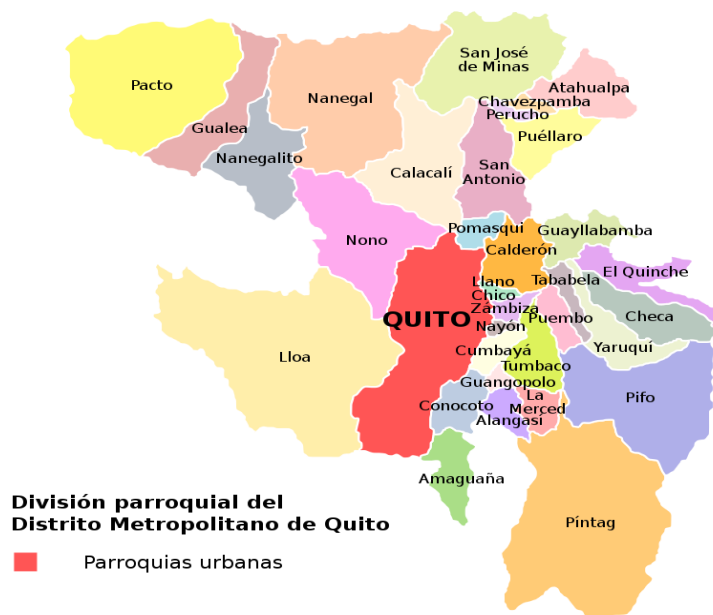 San José
de Minas
Pacto
Atahualpa
Nanegal
Chavezpamba
Perucho
Gualea
Puéllaro
Nanegalito
Calacalí
San
Antonio
Pomasqui
Guayllabamba
Nono
Calderón
El Quinche
Llano
Chico
Tababela
Zámbiza
QUITO
Nayón
Puembo
Checa
Lloa
Cumbayá
Yaruquí
Tumbaco
Guangopolo
Conocoto
La
Merced
Pifo
Alangasí
Amaguaña
Píntag
División parroquial del
Distrito Metropolitano de Quito
Parroquias urbanas